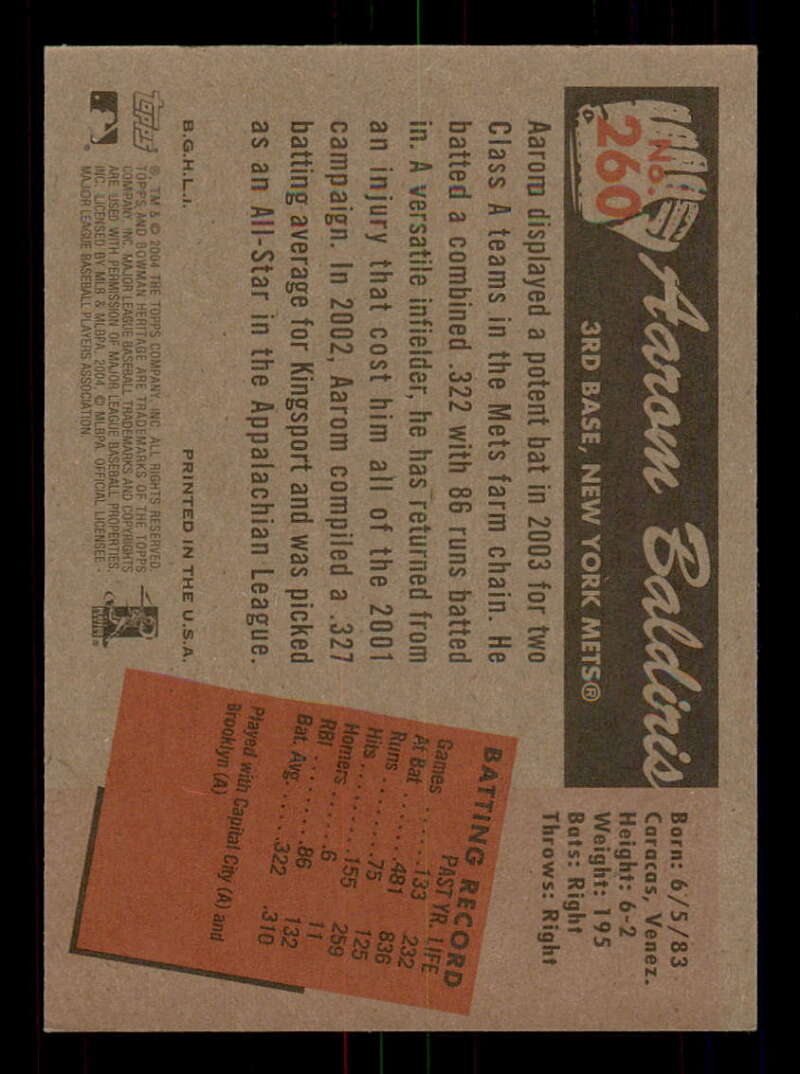 No.
260
Aarom Baldiris
3RD BASE, NEW YORK METS®
Born: 6/5/83
Caracas, Venez.
Height: 6-2
Weight: 195
Bats: Right
Throws: Right
Aarom displayed a potent bat in 2003 for two
Class A teams in the Mets farm chain. He
batted a combined .322 with 86 runs batted
in. A versatile infielder, he has returned from
an injury that cost him all of the 2001
campaign. In 2002, Aarom compiled a .327
batting average for Kingsport and was picked
as an All-Star in the Appalachian League.
BATTING RECORD
PAST YR. LIFE
Games ......133 232
At Bat ......481 836
Runs ........75 125
Hits ........155 259
Homers ........6 11
RBI ........86 132
Bat. Avg. .....322 .310
Played with Capital City (A) and
Brooklyn (A)
B.G.H.L.J. PRINTED IN THE U.S.A.
Topps
®, TM & © 2004 THE TOPPS COMPANY, INC. ALL RIGHTS RESERVED.
TOPPS AND BOWMAN HERITAGE ARE TRADEMARKS OF THE TOPPS
COMPANY, INC. MAJOR LEAGUE BASEBALL TRADEMARKS AND COPYRIGHTS
ARE USED WITH PERMISSION OF MAJOR LEAGUE BASEBALL PROPERTIES,
INC. LICENSED BY MLB & MLBPA, 2004. © MLBPA, OFFICIAL LICENSEE-
MAJOR LEAGUE BASEBALL PLAYERS ASSOCIATION.